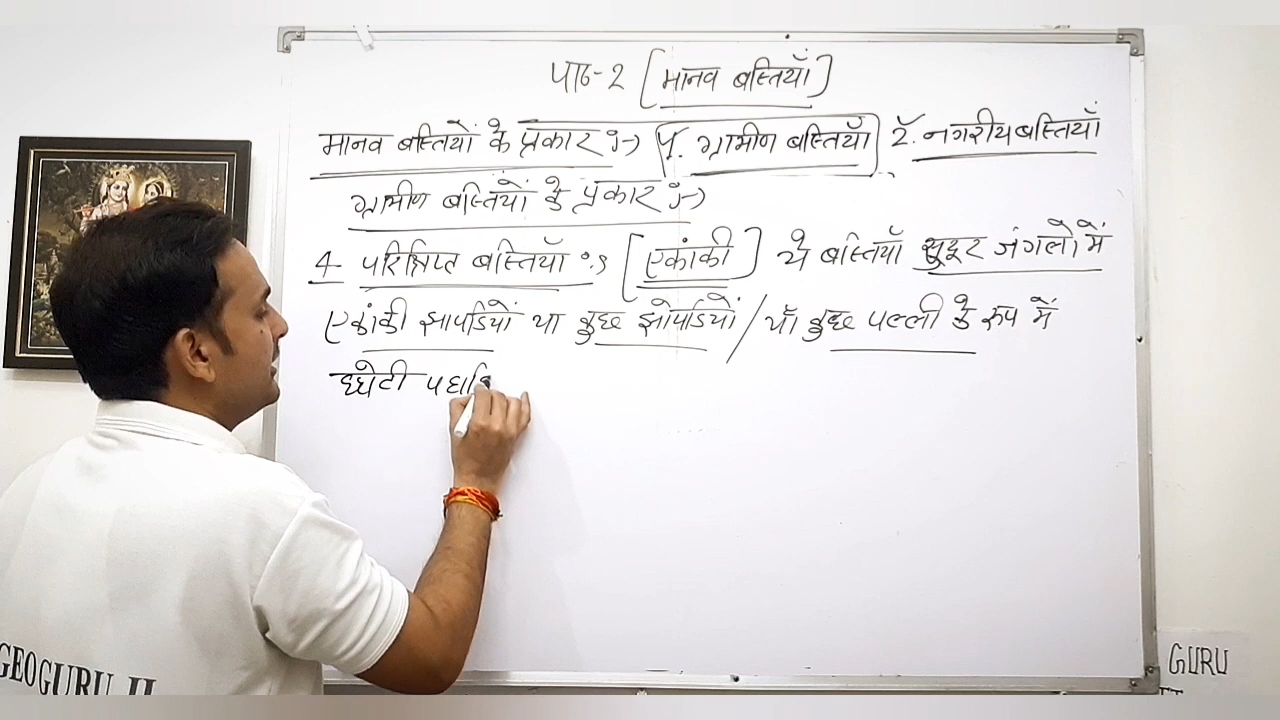 पाठ-2 [मानव बस्तियाँ]
मानव बस्तियों के प्रकार :-) 1. ग्रामीण बस्तियाँ 2. नगरीय बस्तियाँ
ग्रामीण बस्तियों के प्रकार :-)
4 परिक्षिप्त बस्तियाँ :, [एकांकी] ये बस्तियाँ सुदूर जंगलो में
एकांकी झोपडियों या कुछ झोपडियों / याँ कुछ पल्ली के रूप में
छोटी पहाडि
GEOGURU JI
GURU